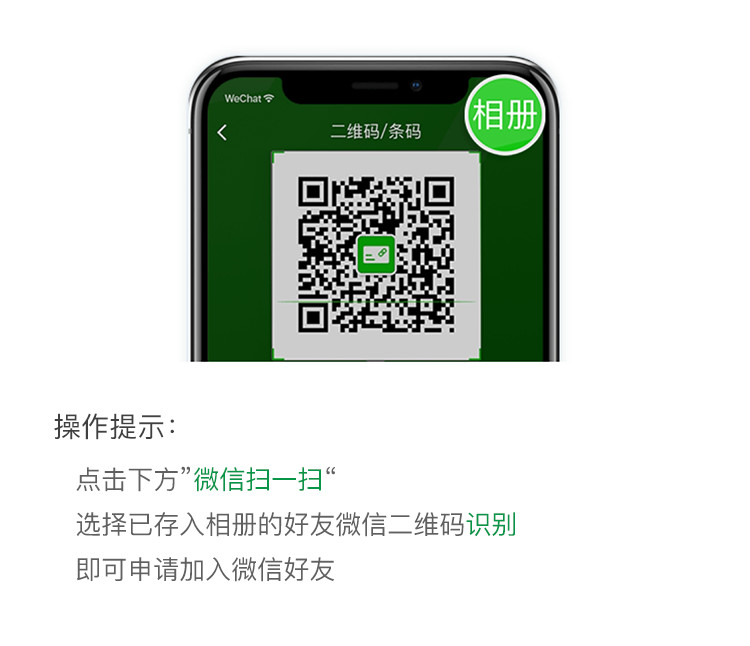 WeChat
相册
二维码/条码
操作提示：
点击下方”微信扫一扫“
选择已存入相册的好友微信二维码识别
即可申请加入微信好友